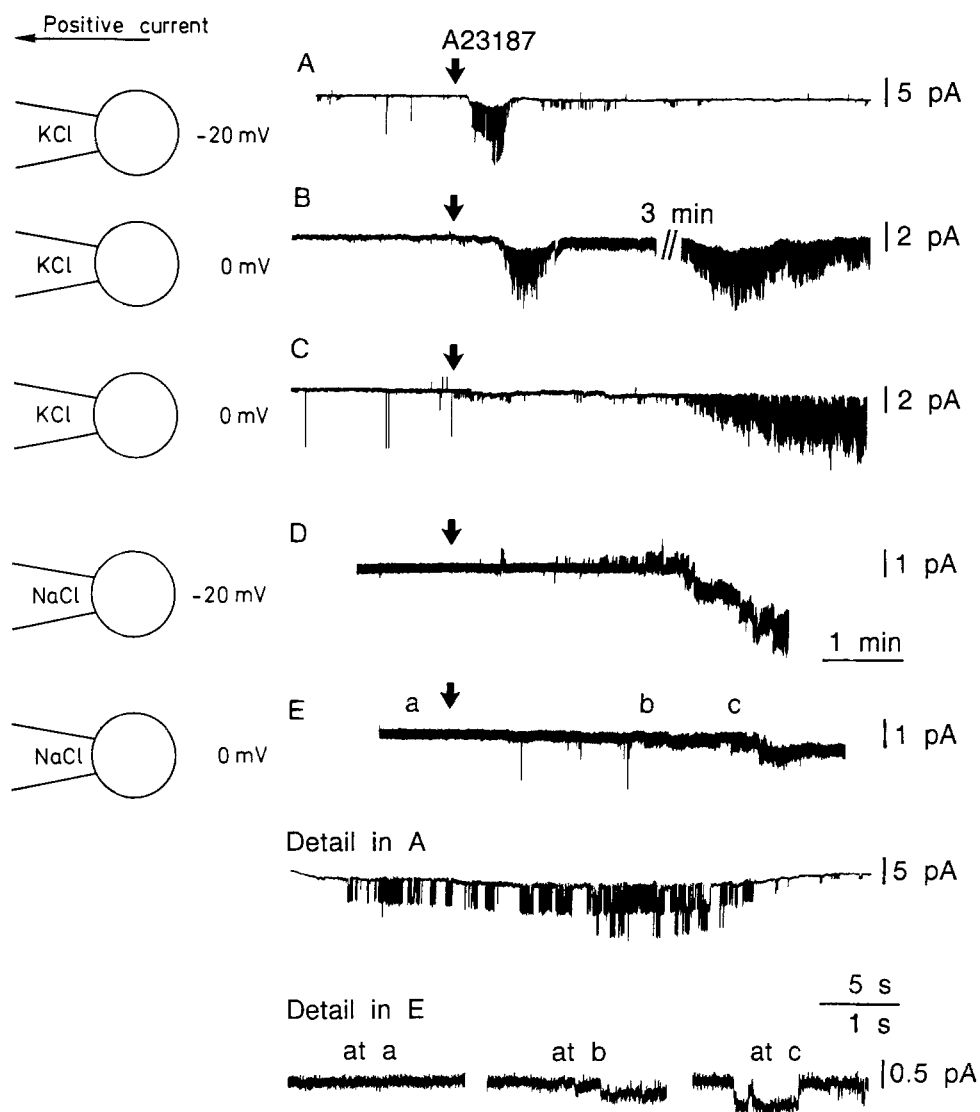 Positive current
A23187
A
5 pA
KCl
-20 mV
B
3 min
2 pA
KCl
0 mV
C
2 pA
KCl
0 mV
D
1 pA
NaCl
-20 mV
1 min
E
a
b
c
1 pA
NaCl
0 mV
Detail in A
5 pA
5 s
1 s
Detail in E
at a
at b
at c
0.5 pA